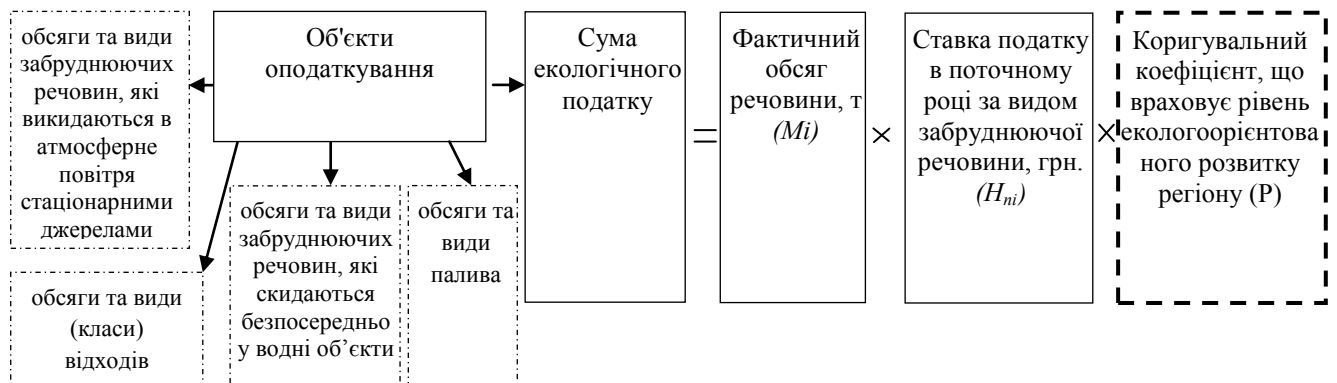 обсяги та види
забруднюючих
речовин, які
викидаються в
атмосферне
повітря
стаціонарними
джерелами
Об'єкти
оподаткування
Сума
екологічного
податку
=
Фактичний
обсяг
речовини, т
(Мi)
×
Ставка податку
в поточному
році за видом
забруднюючої
речовини, грн.
(Нni)
×
Коригувальний
коефіцієнт, що
враховує рівень
екологоорієнтова
ного розвитку
регіону (Р)
обсяги та види
(класи)
відходів
обсяги та види
забруднюючих
речовин, які
скидаються
безпосередньо
у водні об’єкти
обсяги та
види
палива